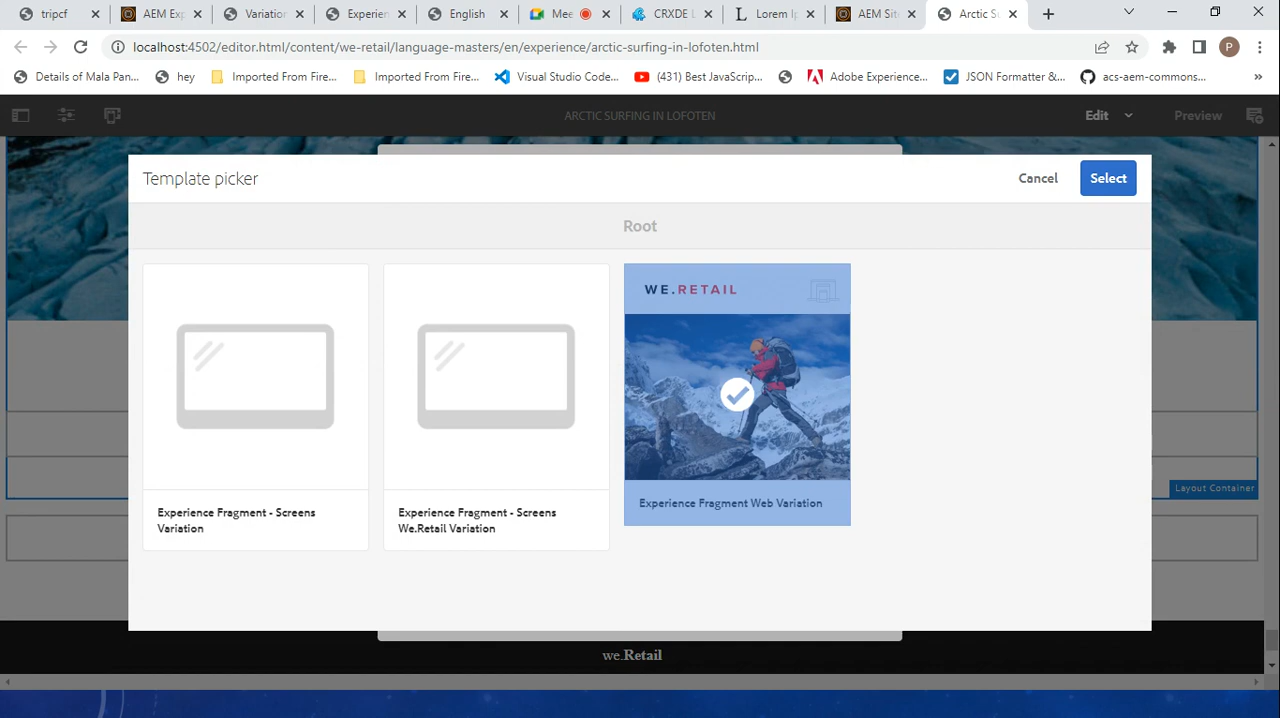 tripcf
AEM Exp
Variation
Experien
English
Mee
CRXDE L
Lorem Ip
AEM Site
Arctic Su
localhost:4502/editor.html/content/we-retail/language-masters/en/experience/arctic-surfing-in-lofoten.html
P
Details of Mala Pan...
hey
Imported From Fire...
Imported From Fire...
Visual Studio Code...
(431) Best JavaScrip...
Adobe Experience...
JSON Formatter &...
acs-aem-commons...
»
ARCTIC SURFING IN LOFOTEN
Edit
Preview
Template picker
Cancel
Select
Root
WE.RETAIL
Experience Fragment - Screens
Variation
Experience Fragment - Screens
We.Retail Variation
Experience Fragment Web Variation
Layout Container
we.Retail